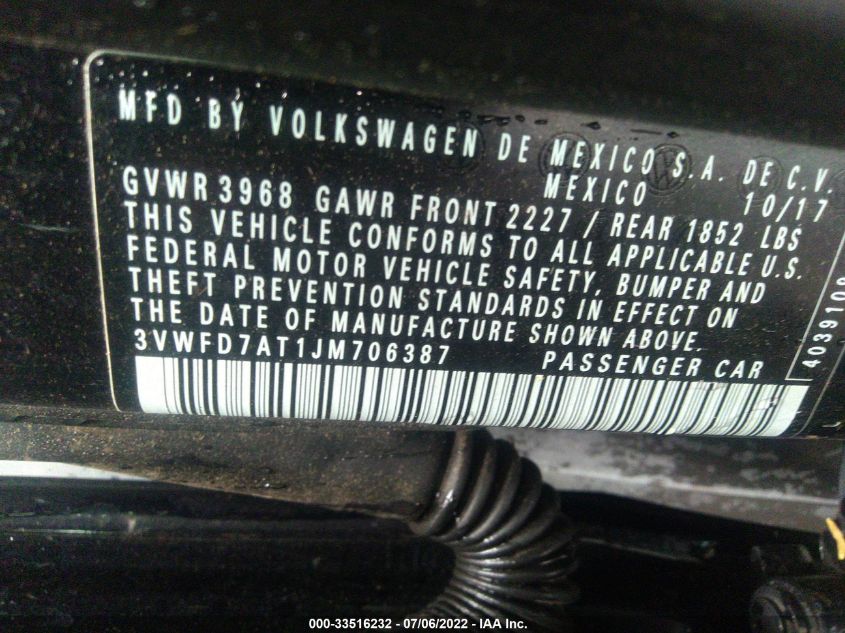 MFD BY VOLKSWAGEN DE MEXICO S.A. DE C.V.
MEXICO 10/17
GVWR 3968 GAWR FRONT 2227 / REAR 1852 LBS
THIS VEHICLE CONFORMS TO ALL APPLICABLE U.S.
FEDERAL MOTOR VEHICLE SAFETY, BUMPER AND
THEFT PREVENTION STANDARDS IN EFFECT ON
THE DATE OF MANUFACTURE SHOWN ABOVE.
3VWFD7AT1JM706387 PASSENGER CAR
000-33516232 - 07/06/2022 - IAA Inc.